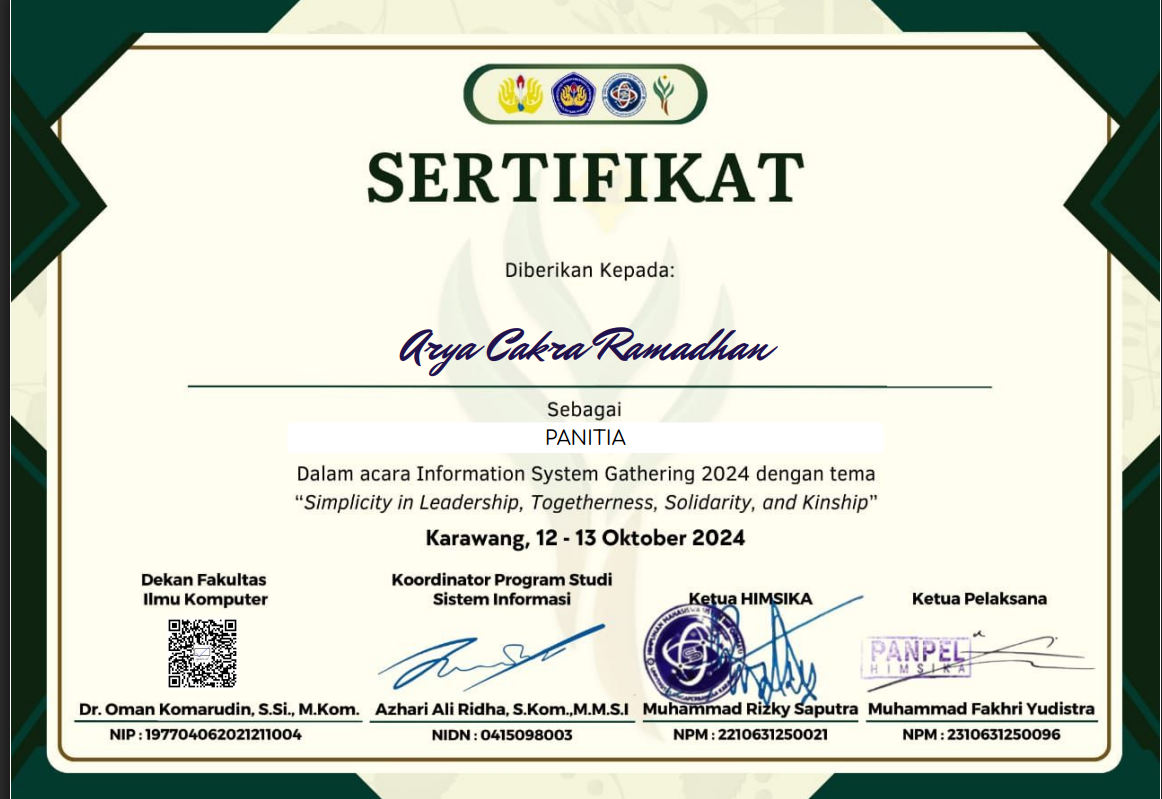 SERTIFIKAT
Diberikan Kepada:
Arya Cakra Ramadhan
Sebagai
PANITIA
Dalam acara Information System Gathering 2024 dengan tema
“Simplicity in Leadership, Togetherness, Solidarity, and Kinship”
Karawang, 12 - 13 Oktober 2024
Dekan Fakultas
Ilmu Komputer
Dr. Oman Komarudin, S.Si., M.Kom.
NIP : 197704062021211004
Koordinator Program Studi
Sistem Informasi
Azhari Ali Ridha, S.Kom.,M.M.S.I
NIDN : 0415098003
Ketua HIMSIKA
Muhammad Rizky Saputra
NPM : 2210631250021
Ketua Pelaksana
PANPEL
HIMSIKA
Muhammad Fakhri Yudistra
NPM : 2310631250096